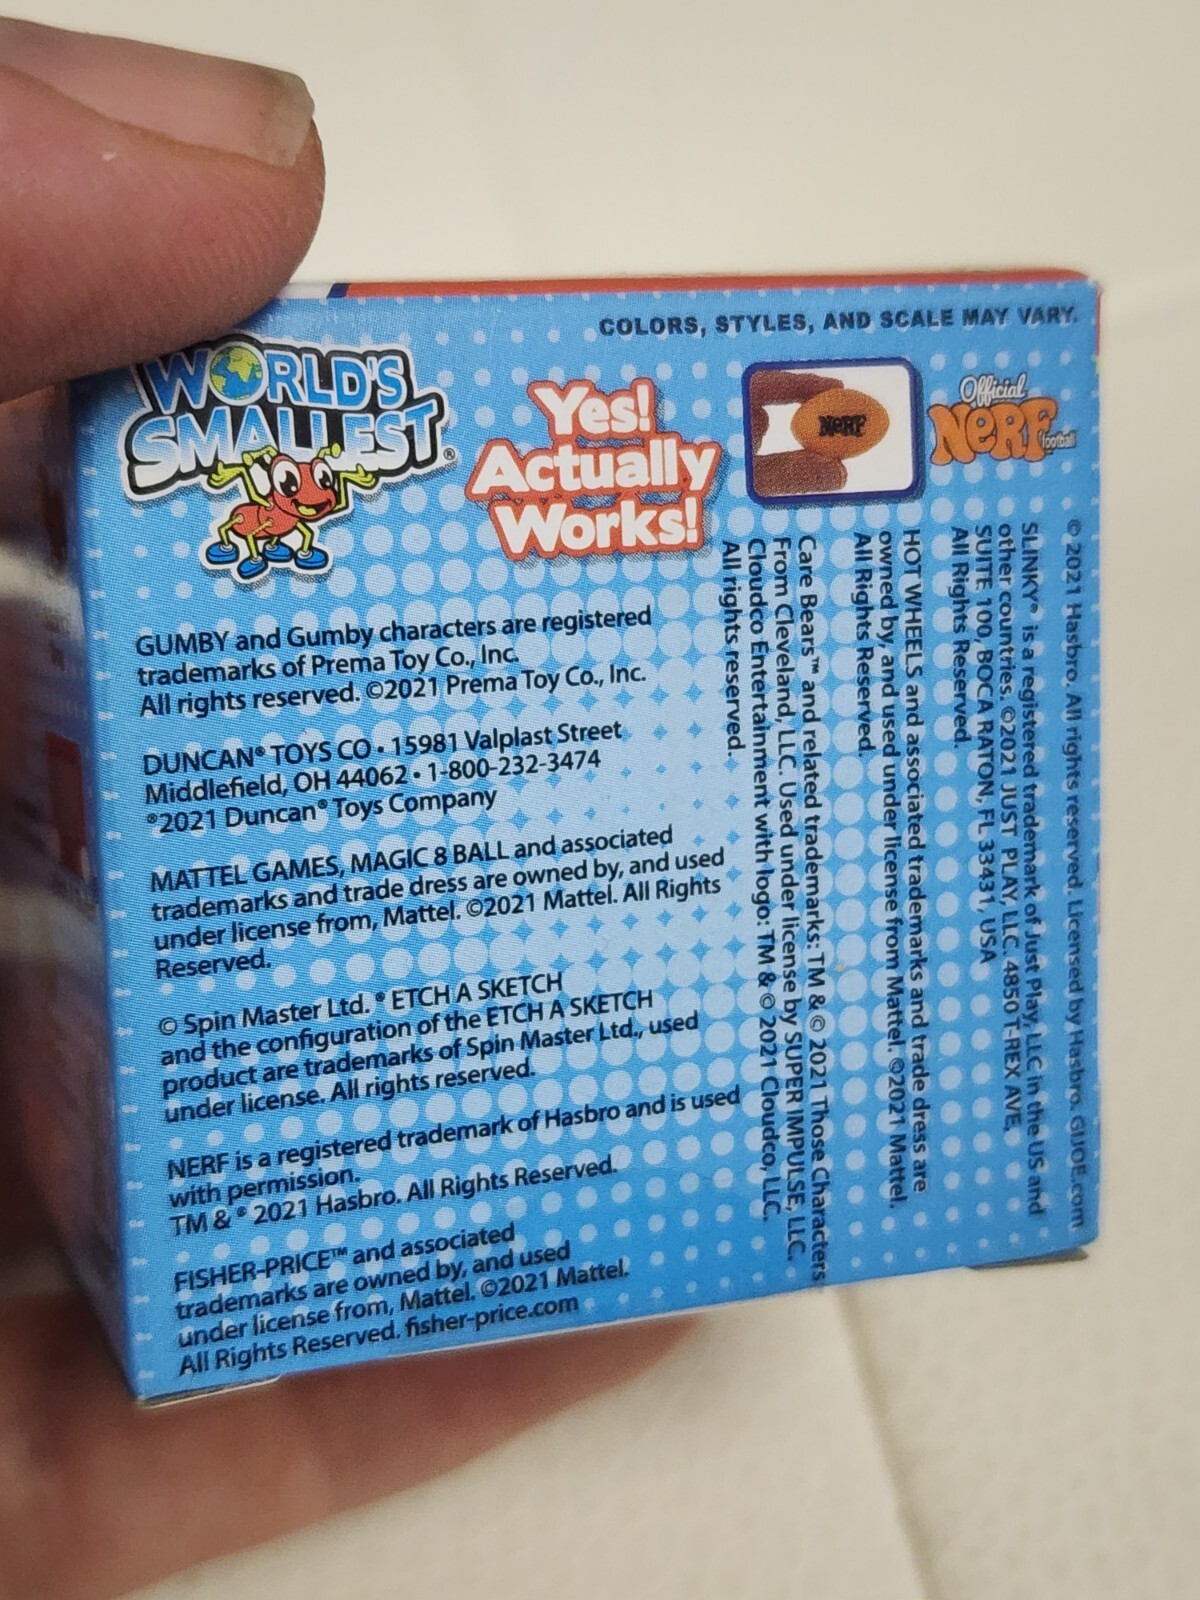 COLORS, STYLES, AND SCALE MAY VARY.
WORLD'S
SMALLEST®
Yes!
Actually
Works!
NERF
Official
NERF
football
GUMBY and Gumby characters are registered
trademarks of Prema Toy Co., Inc.
All rights reserved. ©2021 Prema Toy Co., Inc.
DUNCAN® TOYS CO • 15981 Valplast Street
Middlefield, OH 44062 • 1-800-232-3474
®2021 Duncan® Toys Company
MATTEL GAMES, MAGIC 8 BALL and associated
trademarks and trade dress are owned by, and used
under license from, Mattel. ©2021 Mattel. All Rights
Reserved.
© Spin Master Ltd. ® ETCH A SKETCH
and the configuration of the ETCH A SKETCH
product are trademarks of Spin Master Ltd., used
under license. All rights reserved.
NERF is a registered trademark of Hasbro and is used
with permission.
TM & ® 2021 Hasbro. All Rights Reserved.
FISHER-PRICE™ and associated
trademarks are owned by, and used
under license from, Mattel. ©2021 Mattel.
All Rights Reserved. fisher-price.com
© 2021 Hasbro, All rights reserved. Licensed by Hasbro. GIJOE.com
SLINKY® is a registered trademark of Just Play, LLC in the US and
other countries. ©2021 JUST PLAY, LLC. 4850 T-REX AVE,
SUITE 100, BOCA RATON, FL 33431, USA
All Rights Reserved.
HOT WHEELS and associated trademarks and trade dress are
owned by, and used under license from Mattel. ©2021 Mattel.
All Rights Reserved.
Care Bears™ and related trademarks: TM & © 2021 Those Characters
From Cleveland, LLC. Used under license by SUPER IMPULSE, LLC.
Cloudco Entertainment with logo: TM & © 2021 Cloudco, LLC.
All rights reserved.